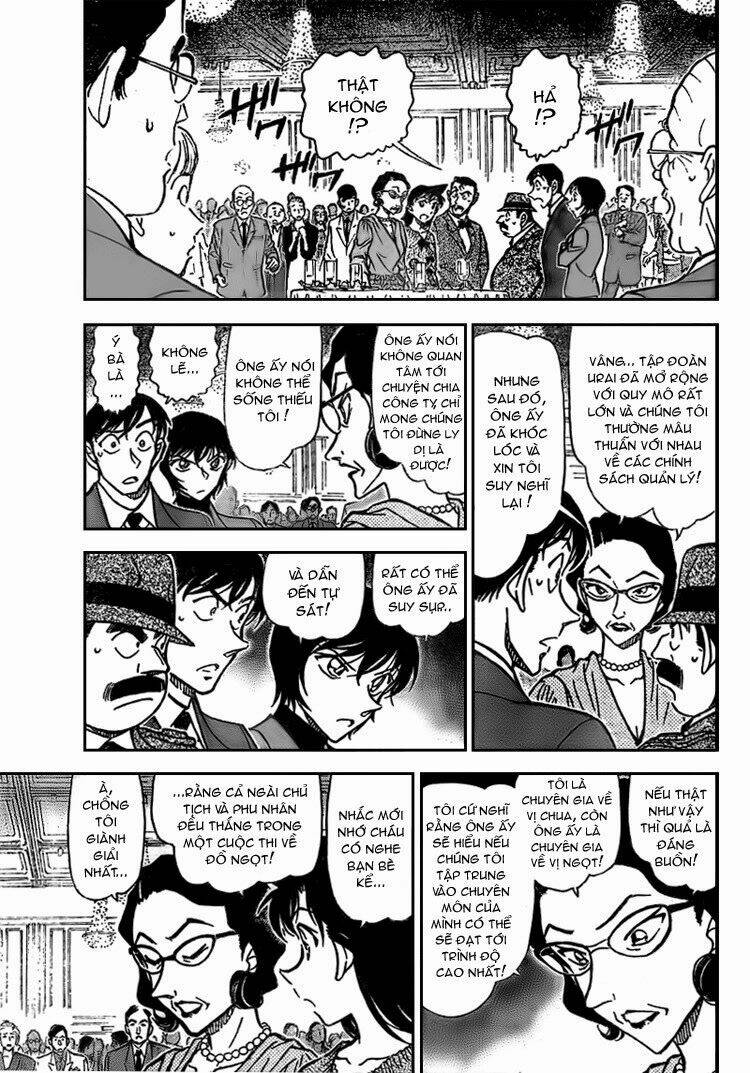 HẢ
!?
THẬT
KHÔNG
!?
VÂNG.. TẬP ĐOÀN
URAI ĐÃ MỞ RỘNG
VỚI QUY MÔ RẤT
LỚN VÀ CHÚNG TÔI
THƯỜNG MÂU
THUẪN VỚI NHAU
VỀ CÁC CHÍNH
SÁCH QUẢN LÝ!
NHƯNG
SAU ĐÓ,
ÔNG ẤY
ĐÃ KHÓC
LÓC VÀ
XIN TÔI
SUY NGHĨ
LẠI!
ÔNG ẤY NÓI
KHÔNG QUAN
TÂM TỚI
CHUYỆN CHIA
CÔNG TY, CHỈ
MONG CHÚNG
TÔI ĐỪNG LY
DỊ LÀ
ĐƯỢC!
ÔNG ẤY NÓI
KHÔNG THỂ
SỐNG THIẾU
TÔI!
KHÔNG
LẼ...
Ý
BÀ
LÀ
...
RẤT CÓ THỂ
ÔNG ẤY ĐÃ
SUY SỤP..
VÀ DẪN
ĐẾN TỰ
SÁT!
NẾU THẬT
NHƯ VẬY
THÌ QUẢ LÀ
ĐÁNG
BUỒN!
TÔI LÀ
CHUYÊN GIA VỀ
VỊ CHUA, CÒN
ÔNG ẤY LÀ
CHUYÊN GIA
VỀ VỊ NGỌT!
TÔI CỨ NGHĨ
RẰNG ÔNG ẤY
SẼ HIỂU NẾU
CHÚNG TÔI
TẬP TRUNG
VÀO CHUYÊN
MÔN CỦA
MÌNH CÓ THỂ
SẼ ĐẠT TỚI
TRÌNH ĐỘ
CAO NHẤT!
NHẮC MỚI
NHỚ CHÁU
CÓ NGHE
BẠN BÈ
KỂ...
...RẰNG CẢ NGÀI CHỦ
TỊCH VÀ PHU NHÂN
ĐỀU THẮNG TRONG
MỘT CUỘC THI VỀ
ĐỒ NGỌT!
À,
CHỒNG
TÔI
GIÀNH
GIẢI
NHẤT...